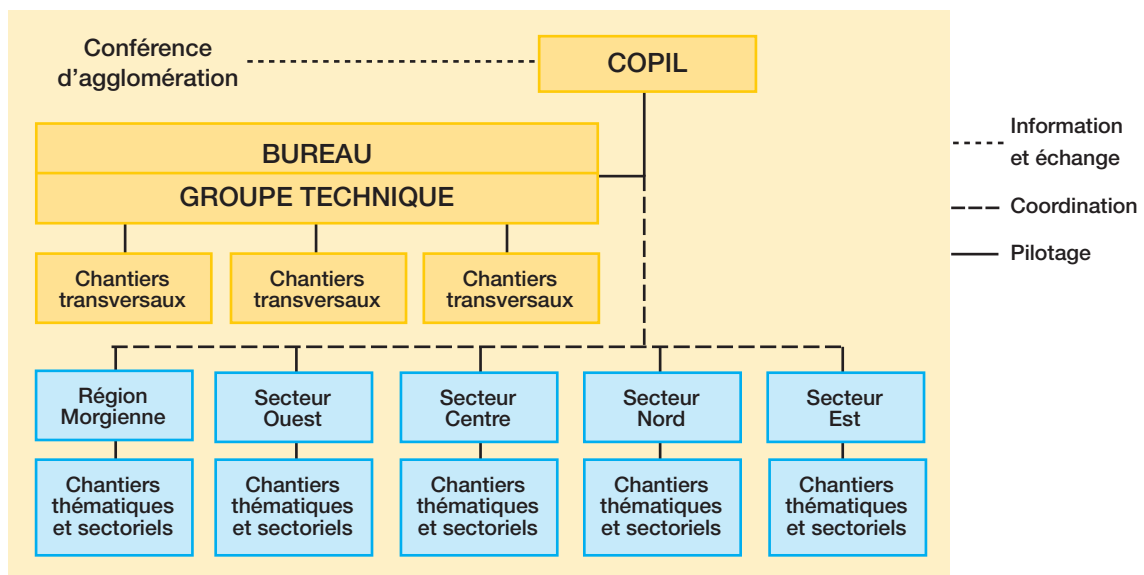 Conférence
d'agglomération
COPIL
BUREAU
GROUPE TECHNIQUE
Chantiers
transversaux
Chantiers
transversaux
Chantiers
transversaux
Région
Morgienne
Secteur
Ouest
Secteur
Centre
Secteur
Nord
Secteur
Est
Chantiers
thématiques
et sectoriels
Chantiers
thématiques
et sectoriels
Chantiers
thématiques
et sectoriels
Chantiers
thématiques
et sectoriels
Chantiers
thématiques
et sectoriels
Information
et échange
Coordination
Pilotage